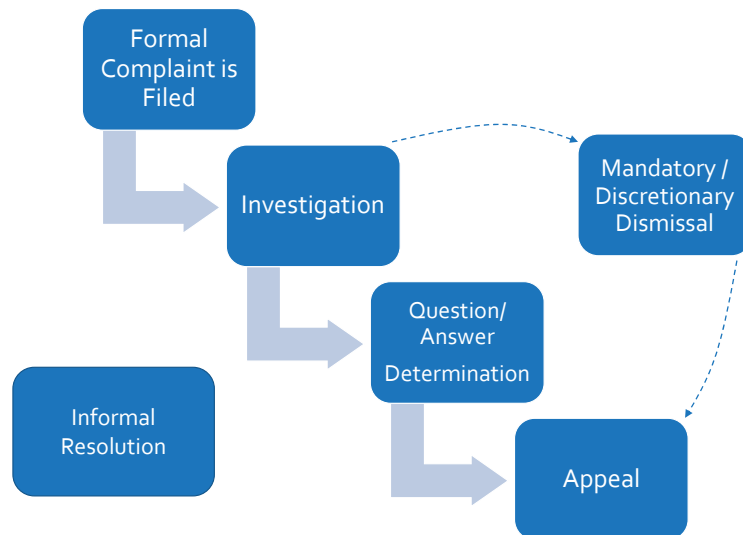 Formal
Complaint is
Filed
Investigation
Mandatory /
Discretionary
Dismissal
Question/
Answer
Determination
Informal
Resolution
Appeal